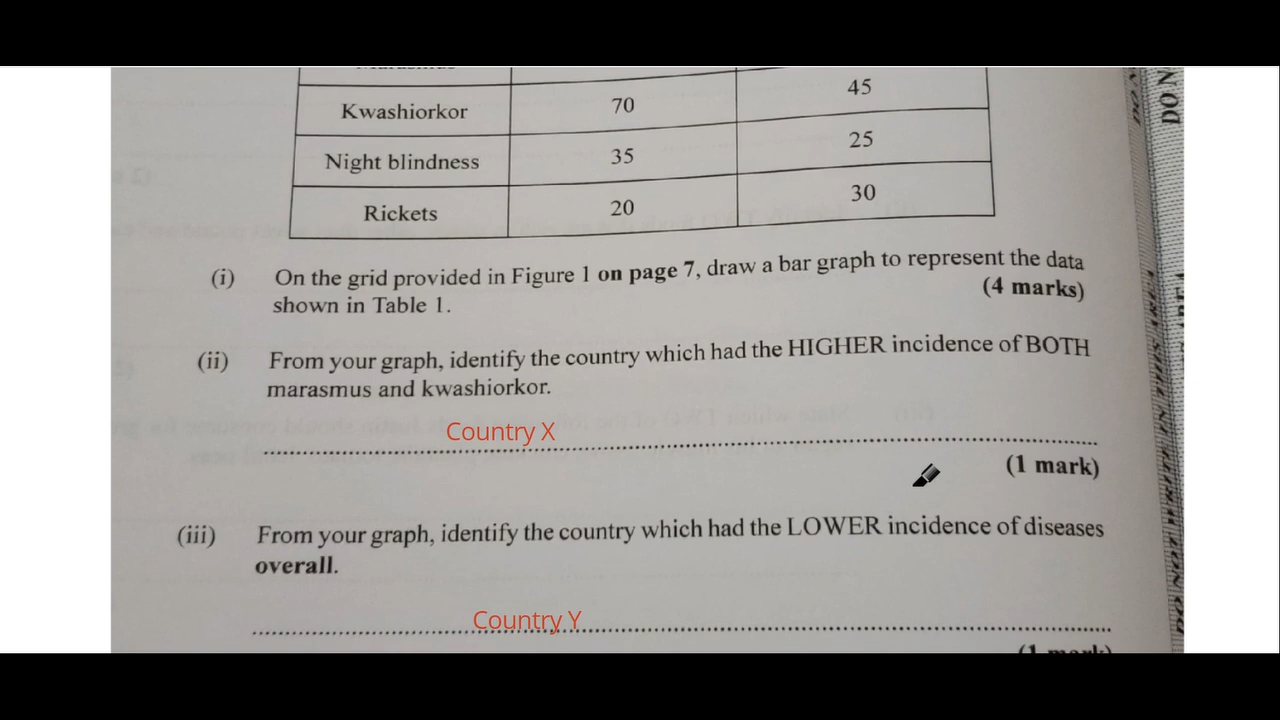 Kwashiorkor 70 45
Night blindness 35 25
Rickets 20 30
(i) On the grid provided in Figure 1 on page 7, draw a bar graph to represent the data
shown in Table 1. (4 marks)
(ii) From your graph, identify the country which had the HIGHER incidence of BOTH
marasmus and kwashiorkor.
Country X
(1 mark)
(iii) From your graph, identify the country which had the LOWER incidence of diseases
overall.
Country Y
(1 mark)
DO N